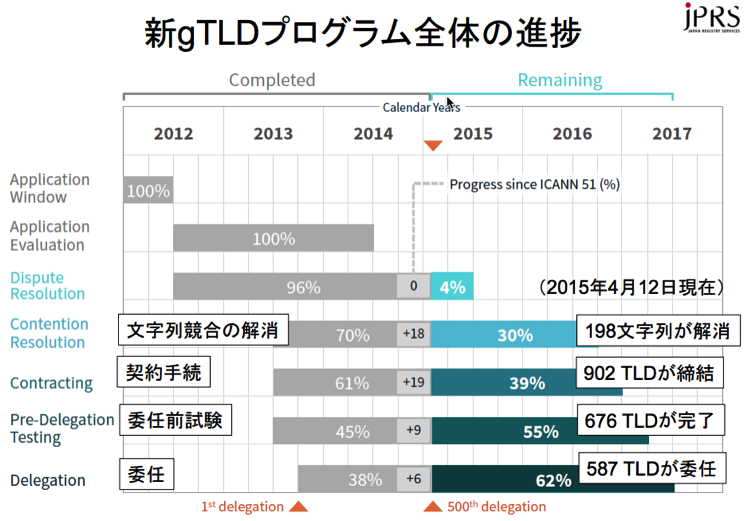 jPRS
JAPAN REGISTRY SERVICES
新gTLDプログラム全体の進捗
Completed
Remaining
Calendar Years
2012
2013
2014
2015
2016
2017
Application
Window
100%
Progress since ICANN 51 (%)
Application
Evaluation
100%
Dispute
Resolution
96%
0
4%
(2015年4月12日現在)
Contention
Resolution
文字列競合の解消
70%
+18
30%
198文字列が解消
Contracting
契約手続
61%
+19
39%
902 TLDが締結
Pre-Delegation
Testing
委任前試験
45%
+9
55%
676 TLDが完了
Delegation
委任
38%
+6
62%
587 TLDが委任
1st delegation
500th delegation